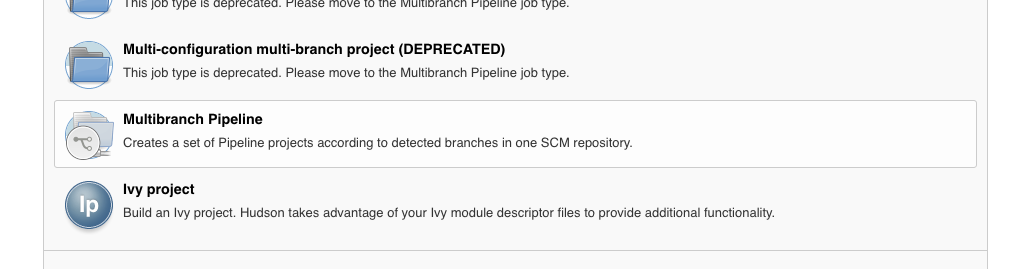 This job type is deprecated. Please move to the Multibranch Pipeline job type.
Multi-configuration multi-branch project (DEPRECATED)
This job type is deprecated. Please move to the Multibranch Pipeline job type.
Multibranch Pipeline
Creates a set of Pipeline projects according to detected branches in one SCM repository.
Ivy project
Ip
Build an Ivy project. Hudson takes advantage of your Ivy module descriptor files to provide additional functionality.